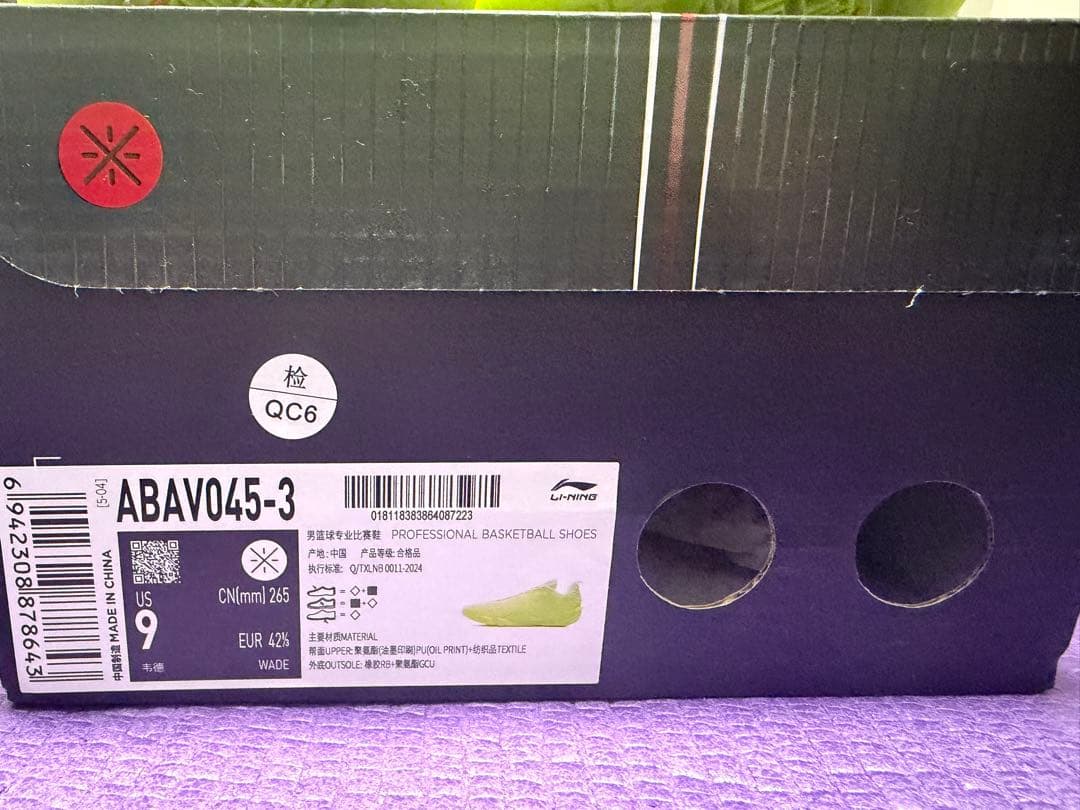 检
QC6
6 942308 878643
[5-04]
中国制造 MADE IN CHINA
ABAV045-3
018118383864087223
LI-NING
男篮球专业比赛鞋 PROFESSIONAL BASKETBALL SHOES
产地: 中国 产品等级: 合格品
执行标准: Q/TXLNB 0011-2024
US
9
韦德
CN(mm) 265
EUR 42⅔
WADE
主要材质MATERIAL
帮面UPPER: 聚氨酯(油墨印刷)PU(OIL PRINT)+纺织品TEXTILE
外底OUTSOLE: 橡胶RB+聚氨酯GCU